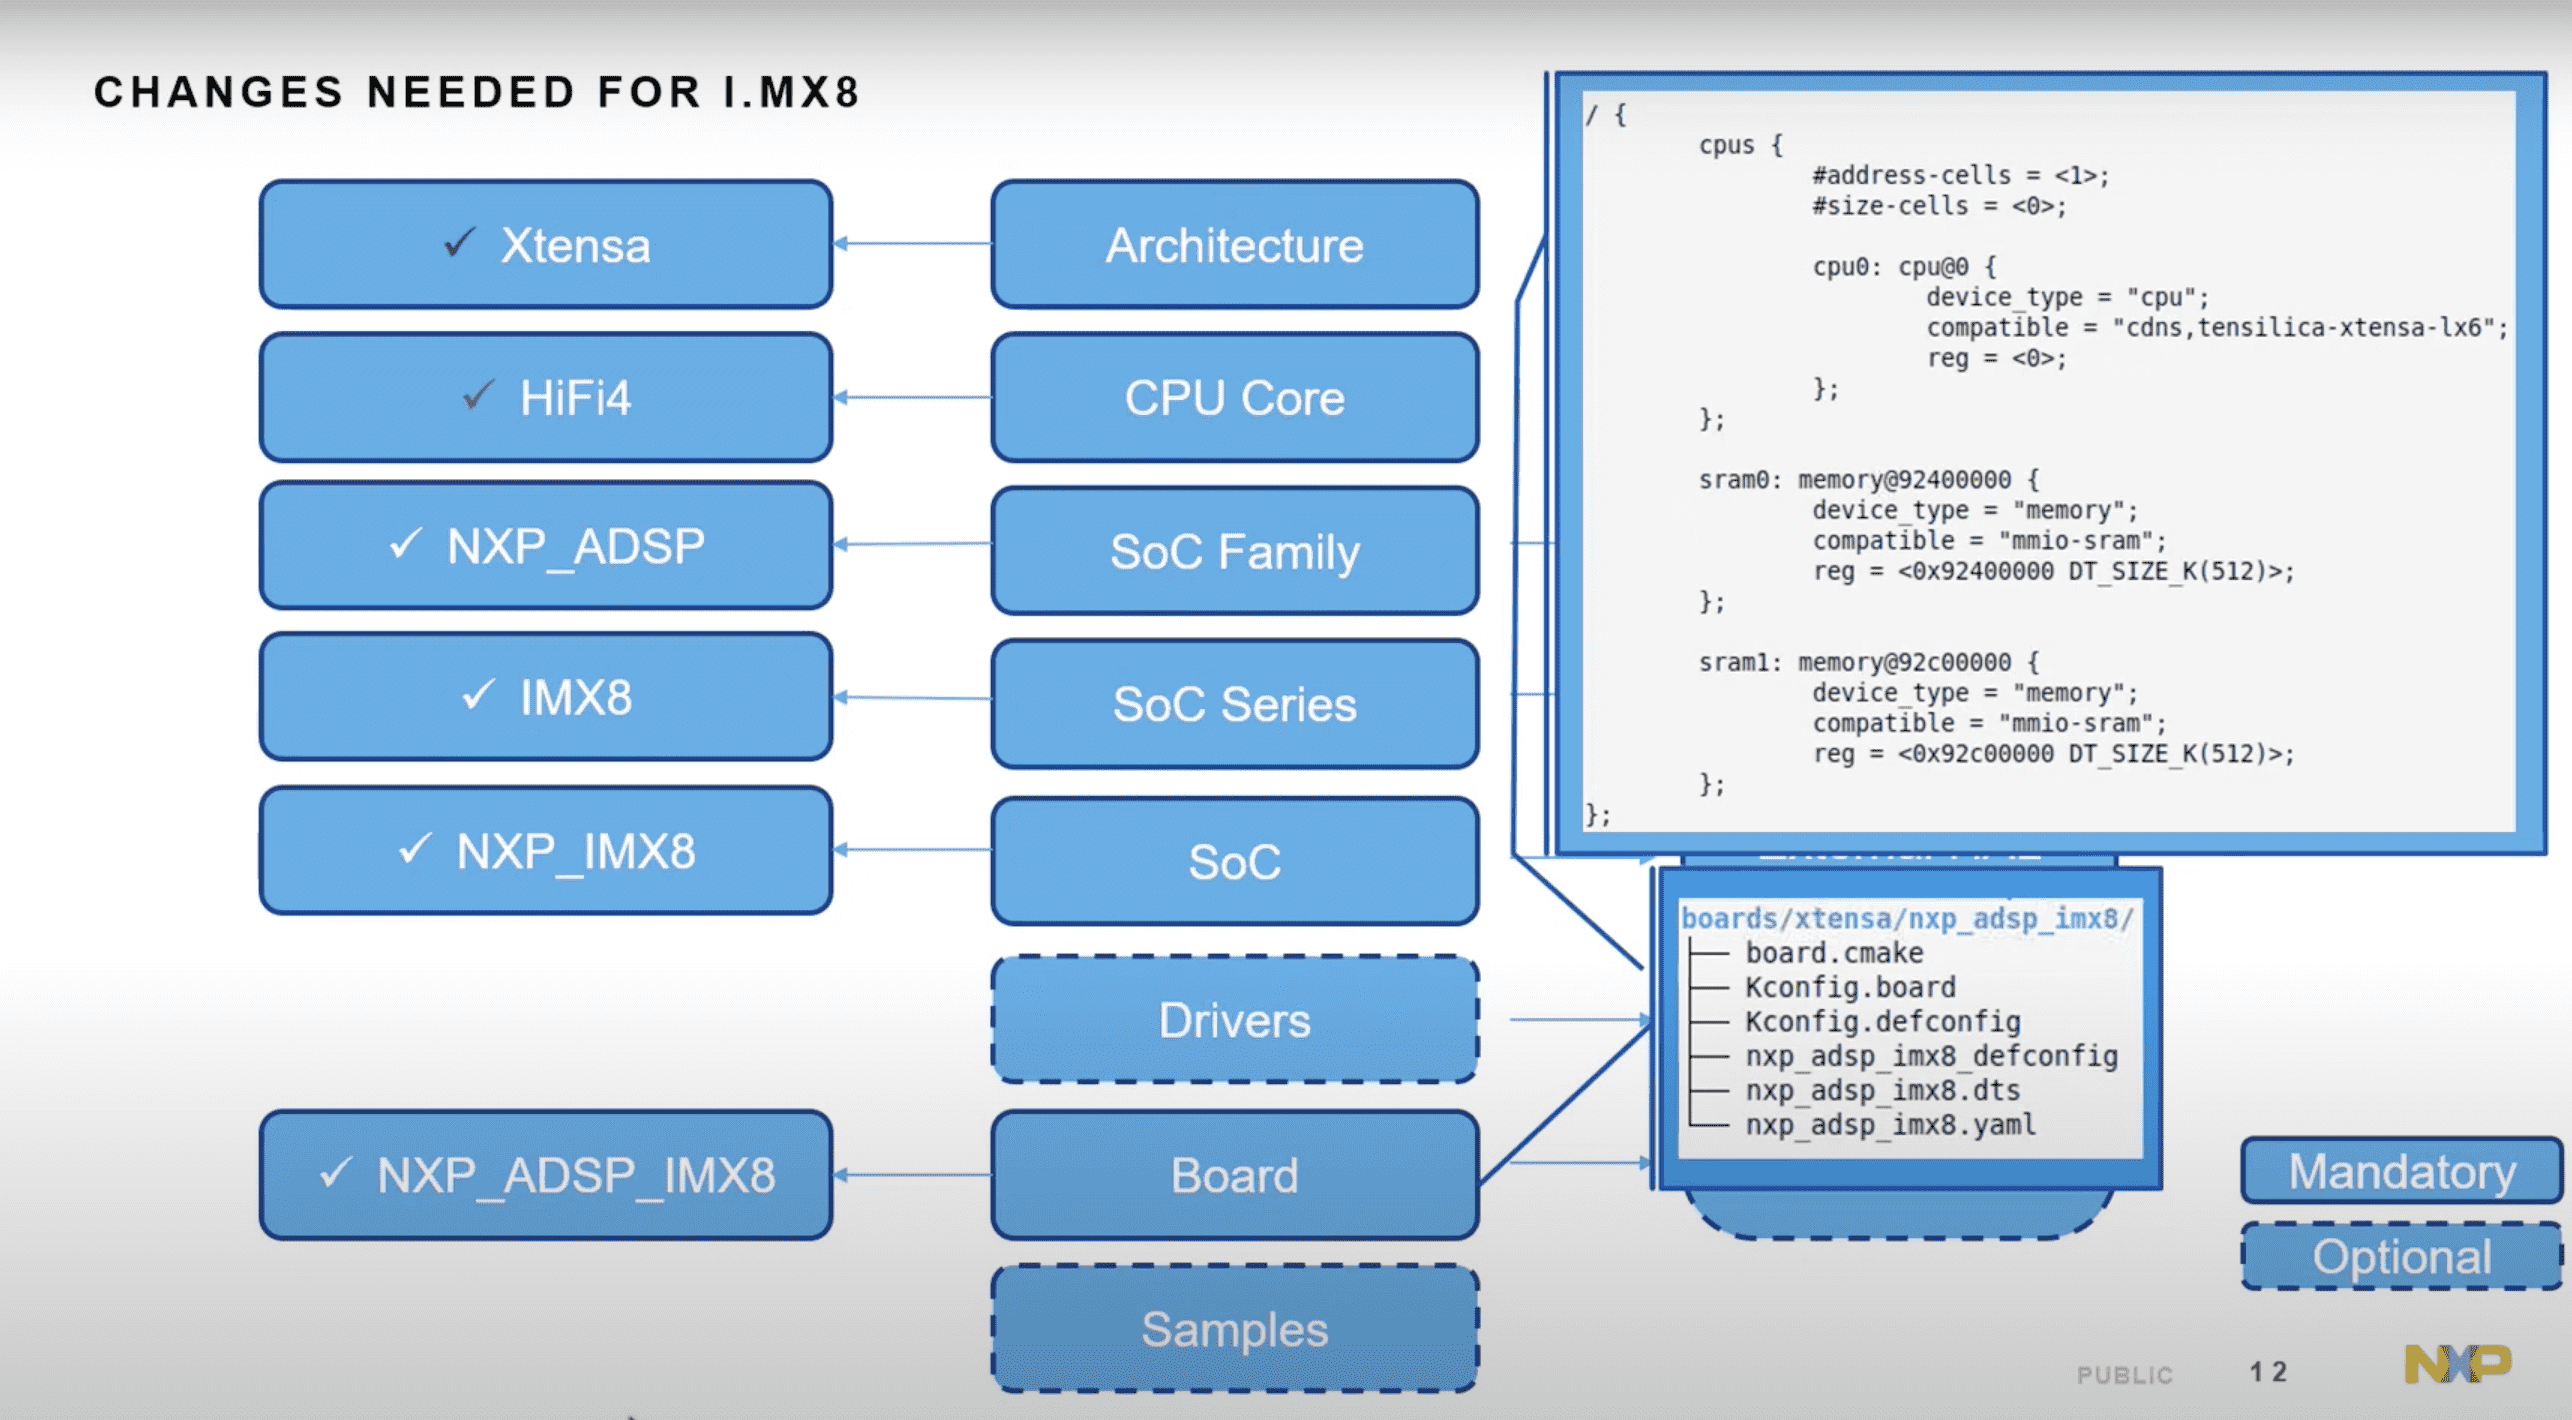 CHANGES NEEDED FOR I.MX8
✓ Xtensa
Architecture
✓ HiFi4
CPU Core
✓ NXP_ADSP
SoC Family
✓ IMX8
SoC Series
✓ NXP_IMX8
SoC
Drivers
✓ NXP_ADSP_IMX8
Board
Samples
/ {
cpus {
#address-cells = <1>;
#size-cells = <0>;
cpu0: cpu@0 {
device_type = "cpu";
compatible = "cdns,tensilica-xtensa-lx6";
reg = <0>;
};
};
sram0: memory@92400000 {
device_type = "memory";
compatible = "mmio-sram";
reg = <0x92400000 DT_SIZE_K(512)>;
};
sram1: memory@92c00000 {
device_type = "memory";
compatible = "mmio-sram";
reg = <0x92c00000 DT_SIZE_K(512)>;
};
};
boards/xtensa/nxp_adsp_imx8/
board.cmake
Kconfig.board
Kconfig.defconfig
nxp_adsp_imx8_defconfig
nxp_adsp_imx8.dts
nxp_adsp_imx8.yaml
Mandatory
Optional
PUBLIC
12
NXP